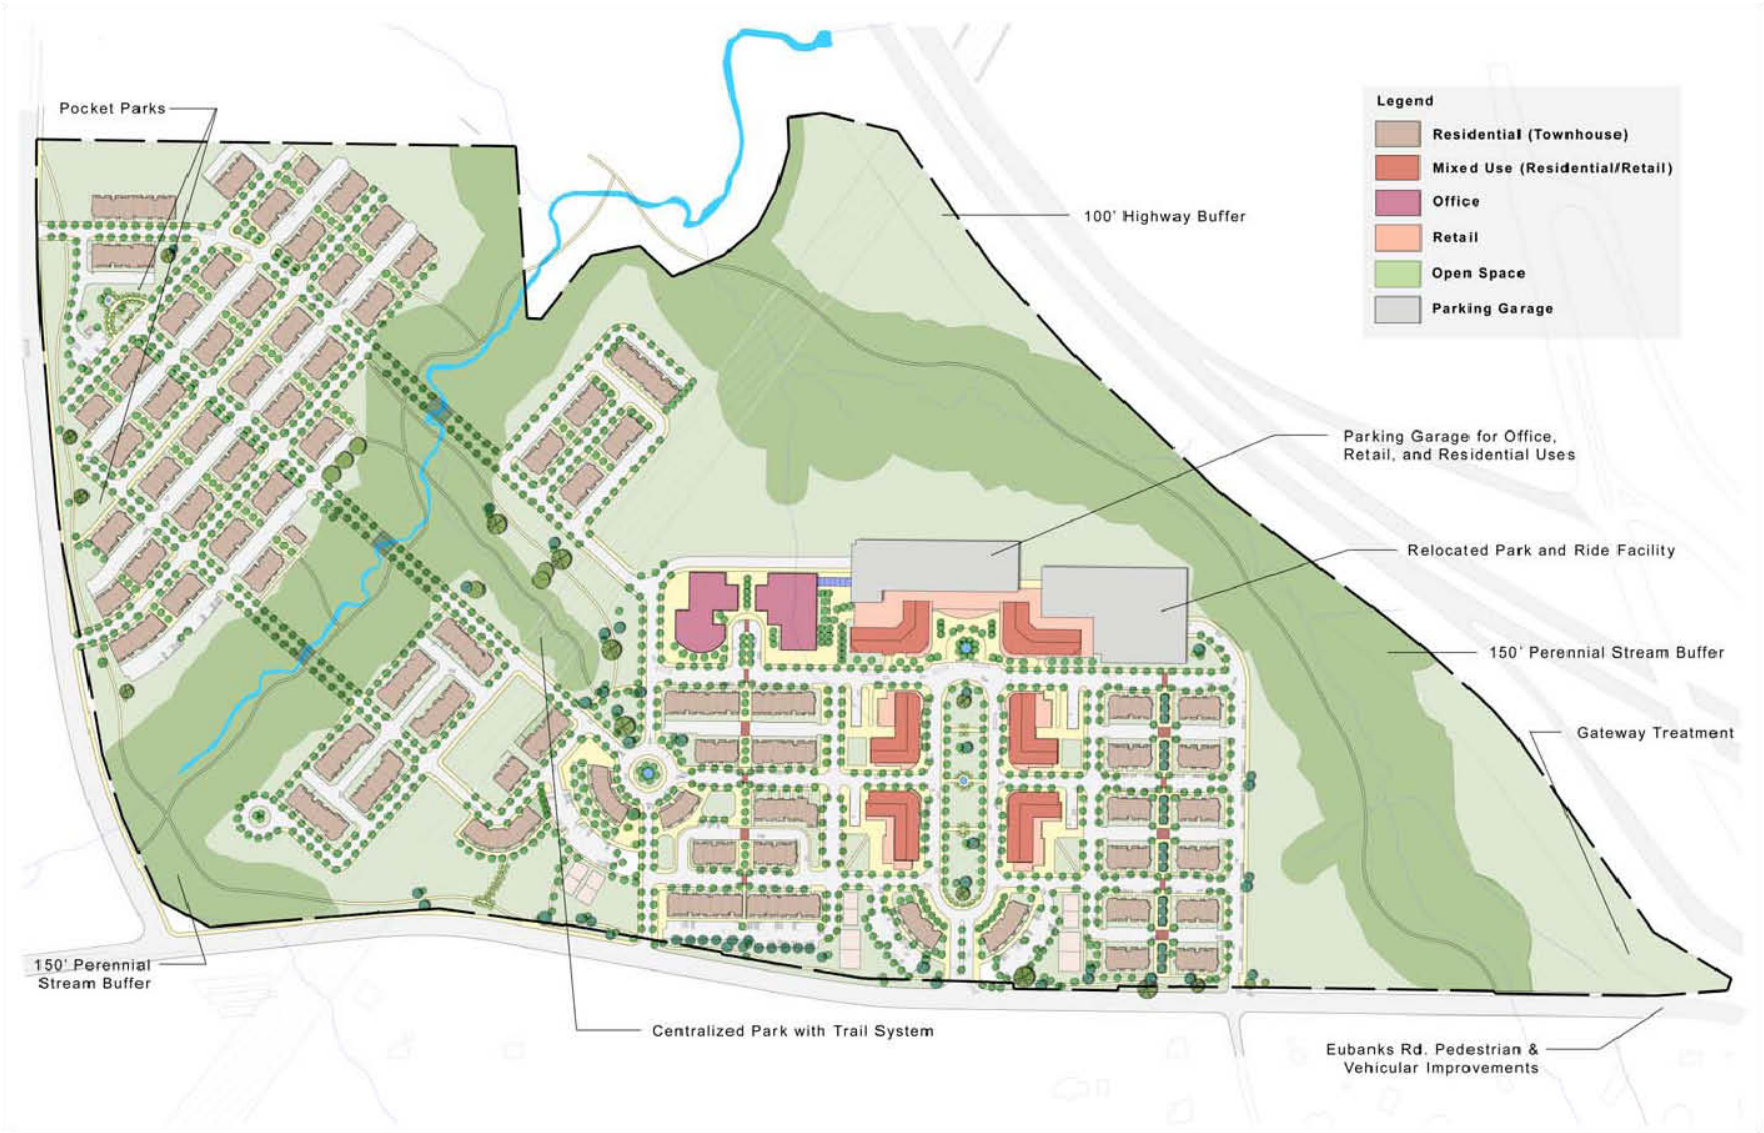 Pocket Parks
Legend
Residential (Townhouse)
Mixed Use (Residential/Retail)
Office
Retail
Open Space
Parking Garage
100' Highway Buffer
Parking Garage for Office,
Retail, and Residential Uses
Relocated Park and Ride Facility
150' Perennial Stream Buffer
Gateway Treatment
150' Perennial
Stream Buffer
Centralized Park with Trail System
Eubanks Rd. Pedestrian &
Vehicular Improvements